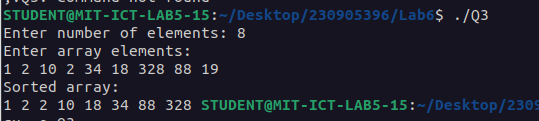 STUDENT@MIT-ICT-LAB5-15:~/Desktop/230905396/Lab6$ ./Q3
Enter number of elements: 8
Enter array elements:
1 2 10 2 34 18 328 88 19
Sorted array:
1 2 2 10 18 34 88 328 STUDENT@MIT-ICT-LAB5-15:~/Desktop/2309